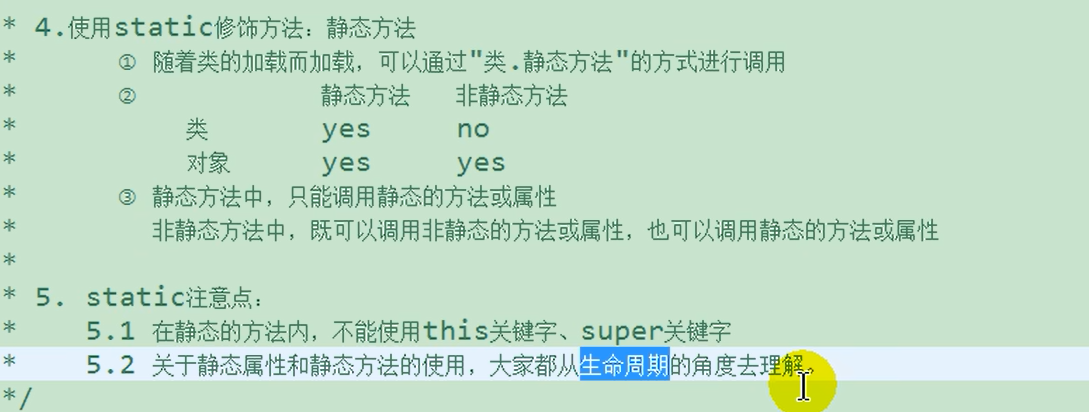 * 4.使用static修饰方法：静态方法
* ① 随着类的加载而加载，可以通过"类.静态方法"的方式进行调用
* ② 静态方法 非静态方法
* 类 yes no
* 对象 yes yes
* ③ 静态方法中，只能调用静态的方法或属性
* 非静态方法中，既可以调用非静态的方法或属性，也可以调用静态的方法或属性
*
* 5. static注意点：
* 5.1 在静态的方法内，不能使用this关键字、super关键字
* 5.2 关于静态属性和静态方法的使用，大家都从生命周期的角度去理解。
*/